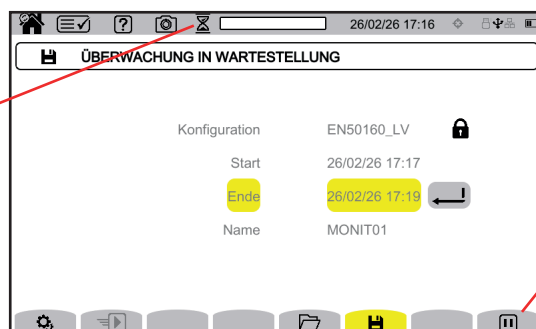 ?
26/02/26 17:16
ÜBERWACHUNG IN WARTESTELLUNG
Konfiguration EN50160_LV
Start 26/02/26 17:17
Ende 26/02/26 17:19
Name MONIT01